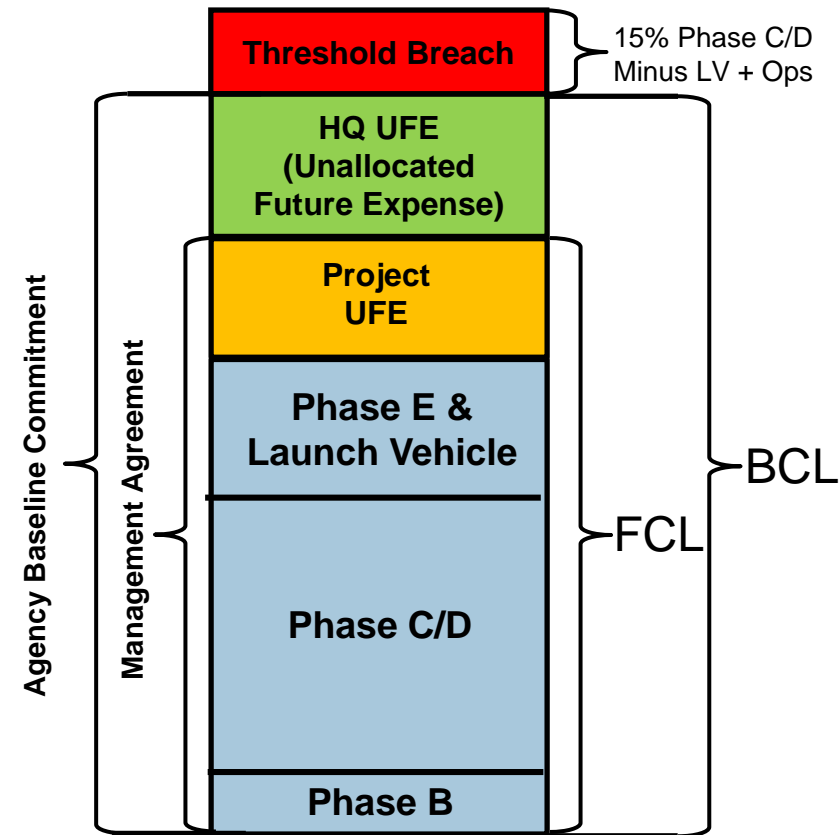 Threshold Breach
15% Phase C/D
Minus LV + Ops
HQ UFE
(Unallocated
Future Expense)
Project
UFE
Agency Baseline Commitment
Management Agreement
Phase E &
Launch Vehicle
BCL
FCL
Phase C/D
Phase B